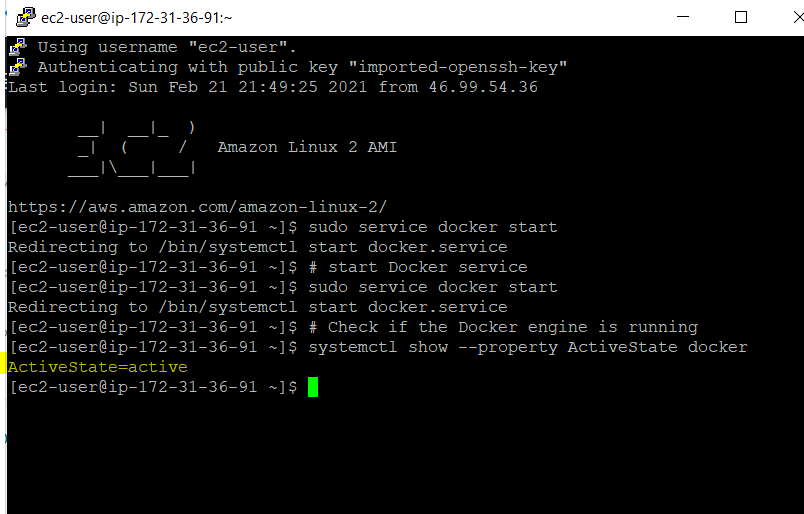 ec2-user@ip-172-31-36-91:~
Using username "ec2-user".
Authenticating with public key "imported-openssh-key"
Last login: Sun Feb 21 21:49:25 2021 from 46.99.54.36
       __|  __|_  )
       _|  (     /   Amazon Linux 2 AMI
      ___|\___|___|
https://aws.amazon.com/amazon-linux-2/
[ec2-user@ip-172-31-36-91 ~]$ sudo service docker start
Redirecting to /bin/systemctl start docker.service
[ec2-user@ip-172-31-36-91 ~]$ # start Docker service
[ec2-user@ip-172-31-36-91 ~]$ sudo service docker start
Redirecting to /bin/systemctl start docker.service
[ec2-user@ip-172-31-36-91 ~]$ # Check if the Docker engine is running
[ec2-user@ip-172-31-36-91 ~]$ systemctl show --property ActiveState docker
ActiveState=active
[ec2-user@ip-172-31-36-91 ~]$